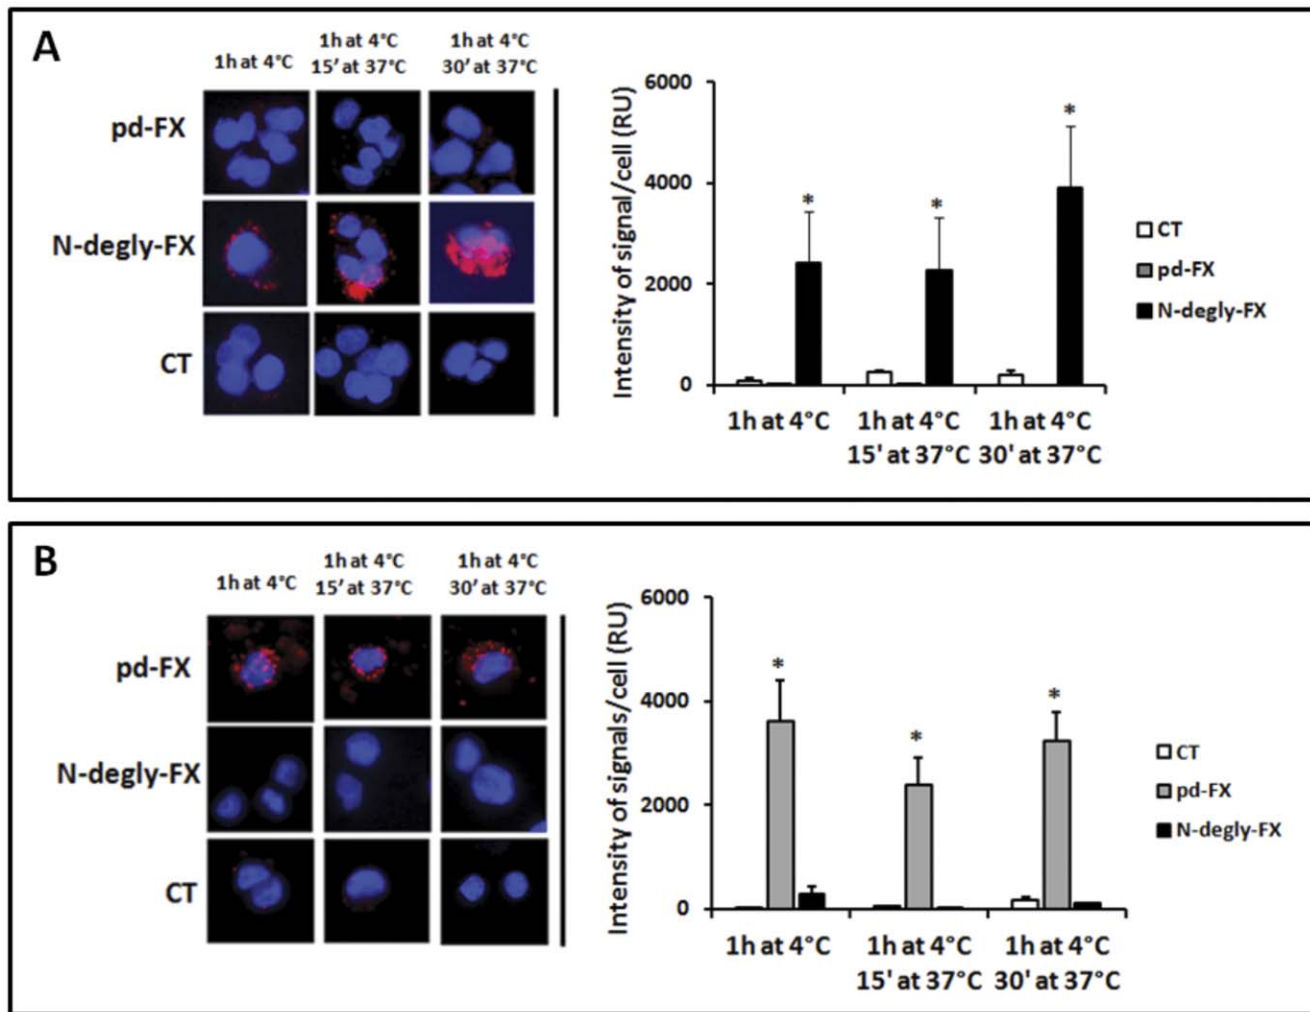 A
1h at 4°C
1h at 4°C
15' at 37°C
1h at 4°C
30' at 37°C
pd-FX
N-degly-FX
CT
Intensity of signal/cell (RU)
6000
4000
2000
0
*
*
*
1h at 4°C
1h at 4°C
15' at 37°C
1h at 4°C
30' at 37°C
CT
pd-FX
N-degly-FX
B
1h at 4°C
1h at 4°C
15' at 37°C
1h at 4°C
30' at 37°C
pd-FX
N-degly-FX
CT
Intensity of signals/cell (RU)
6000
4000
2000
0
*
*
*
1h at 4°C
1h at 4°C
15' at 37°C
1h at 4°C
30' at 37°C
CT
pd-FX
N-degly-FX